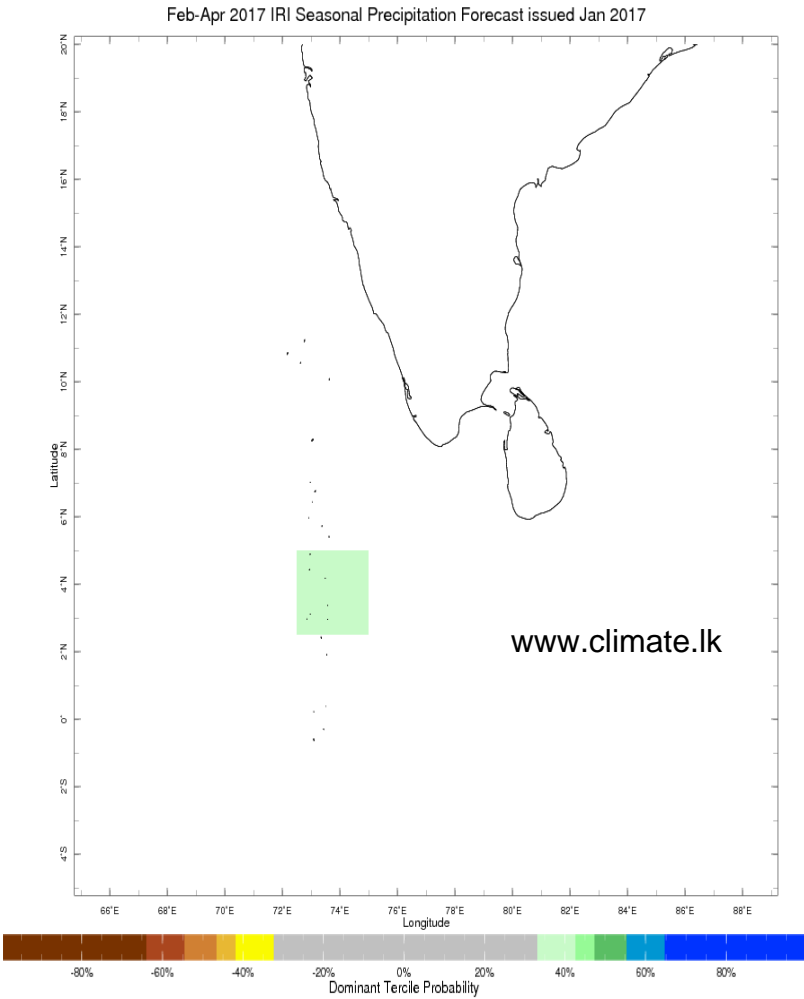 Feb-Apr 2017 IRI Seasonal Precipitation Forecast issued Jan 2017
20°N
18°N
16°N
14°N
12°N
10°N
8°N
6°N
4°N
2°N
0°
2°S
4°S
Latitude
www.climate.lk
66°E 68°E 70°E 72°E 74°E 76°E 78°E 80°E 82°E 84°E 86°E 88°E
Longitude
-80% -60% -40% -20% 0% 20% 40% 60% 80%
Dominant Tercile Probability